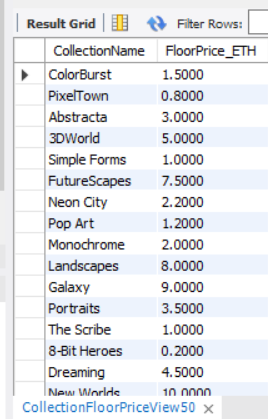 Result Grid Filter Rows:
CollectionName FloorPrice_ETH
ColorBurst 1.5000
PixelTown 0.8000
Abstracta 3.0000
3DWorld 5.0000
Simple Forms 1.0000
FutureScapes 7.5000
Neon City 2.2000
Pop Art 1.2000
Monochrome 2.0000
Landscapes 8.0000
Galaxy 9.0000
Portraits 3.5000
The Scribe 1.0000
8-Bit Heroes 0.2000
Dreaming 4.5000
New Worlds 10.0000
CollectionFloorPriceView50